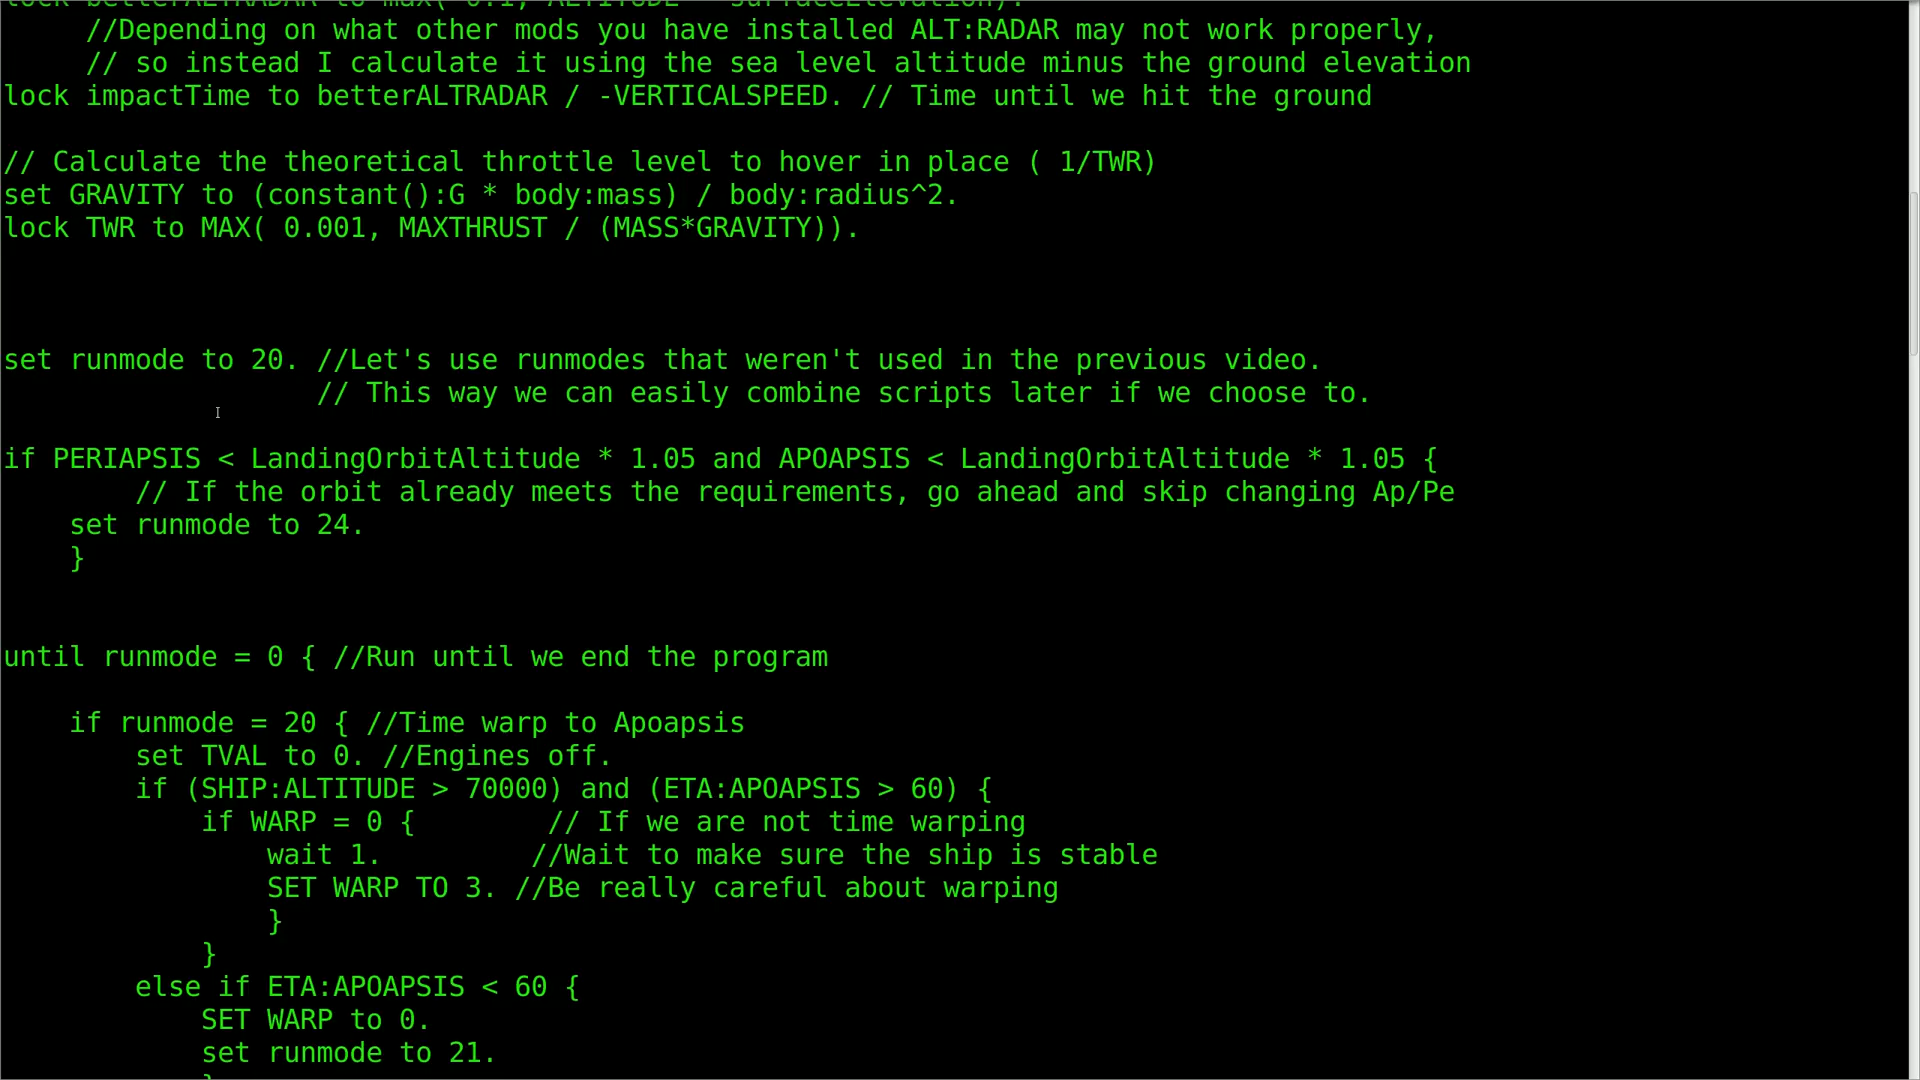 lock betterALTRADAR to max( 0.1, ALTITUDE - surfaceElevation).
//Depending on what other mods you have installed ALT:RADAR may not work properly,
// so instead I calculate it using the sea level altitude minus the ground elevation
lock impactTime to betterALTRADAR / -VERTICALSPEED. // Time until we hit the ground
// Calculate the theoretical throttle level to hover in place ( 1/TWR)
set GRAVITY to (constant():G * body:mass) / body:radius^2.
lock TWR to MAX( 0.001, MAXTHRUST / (MASS*GRAVITY)).
set runmode to 20. //Let's use runmodes that weren't used in the previous video.
// This way we can easily combine scripts later if we choose to.
if PERIAPSIS < LandingOrbitAltitude * 1.05 and APOAPSIS < LandingOrbitAltitude * 1.05 {
// If the orbit already meets the requirements, go ahead and skip changing Ap/Pe
set runmode to 24.
}
until runmode = 0 { //Run until we end the program
if runmode = 20 { //Time warp to Apoapsis
set TVAL to 0. //Engines off.
if (SHIP:ALTITUDE > 70000) and (ETA:APOAPSIS > 60) {
if WARP = 0 {        // If we are not time warping
wait 1.         //Wait to make sure the ship is stable
SET WARP TO 3. //Be really careful about warping
}
}
else if ETA:APOAPSIS < 60 {
SET WARP to 0.
set runmode to 21.
}